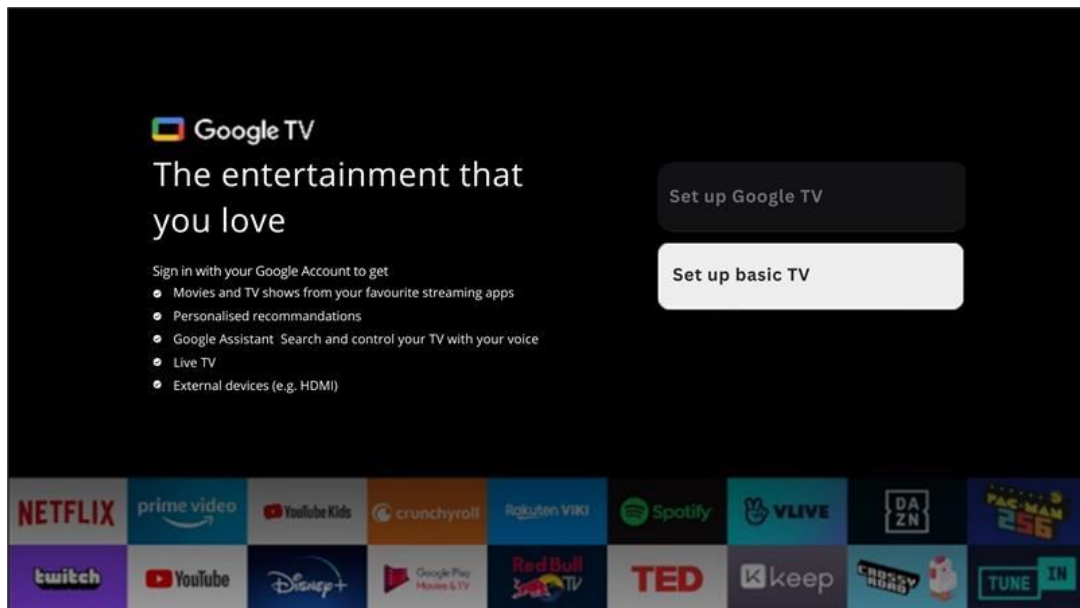 Google TV
The entertainment that
you love
Sign in with your Google Account to get
Movies and TV shows from your favourite streaming apps
Personalised recommandations
Google Assistant Search and control your TV with your voice
Live TV
External devices (e.g. HDMI)
Set up Google TV
Set up basic TV
NETFLIX
prime video
YouTube Kids
crunchyroll
Rakuten VIKI
Spotify
VLIVE
DA
ZN
PAC-MAN
256
twitch
YouTube
Disney+
Google Play
Movies & TV
Red Bull
TV
TED
keep
CROSSY
ROAD
TUNE IN